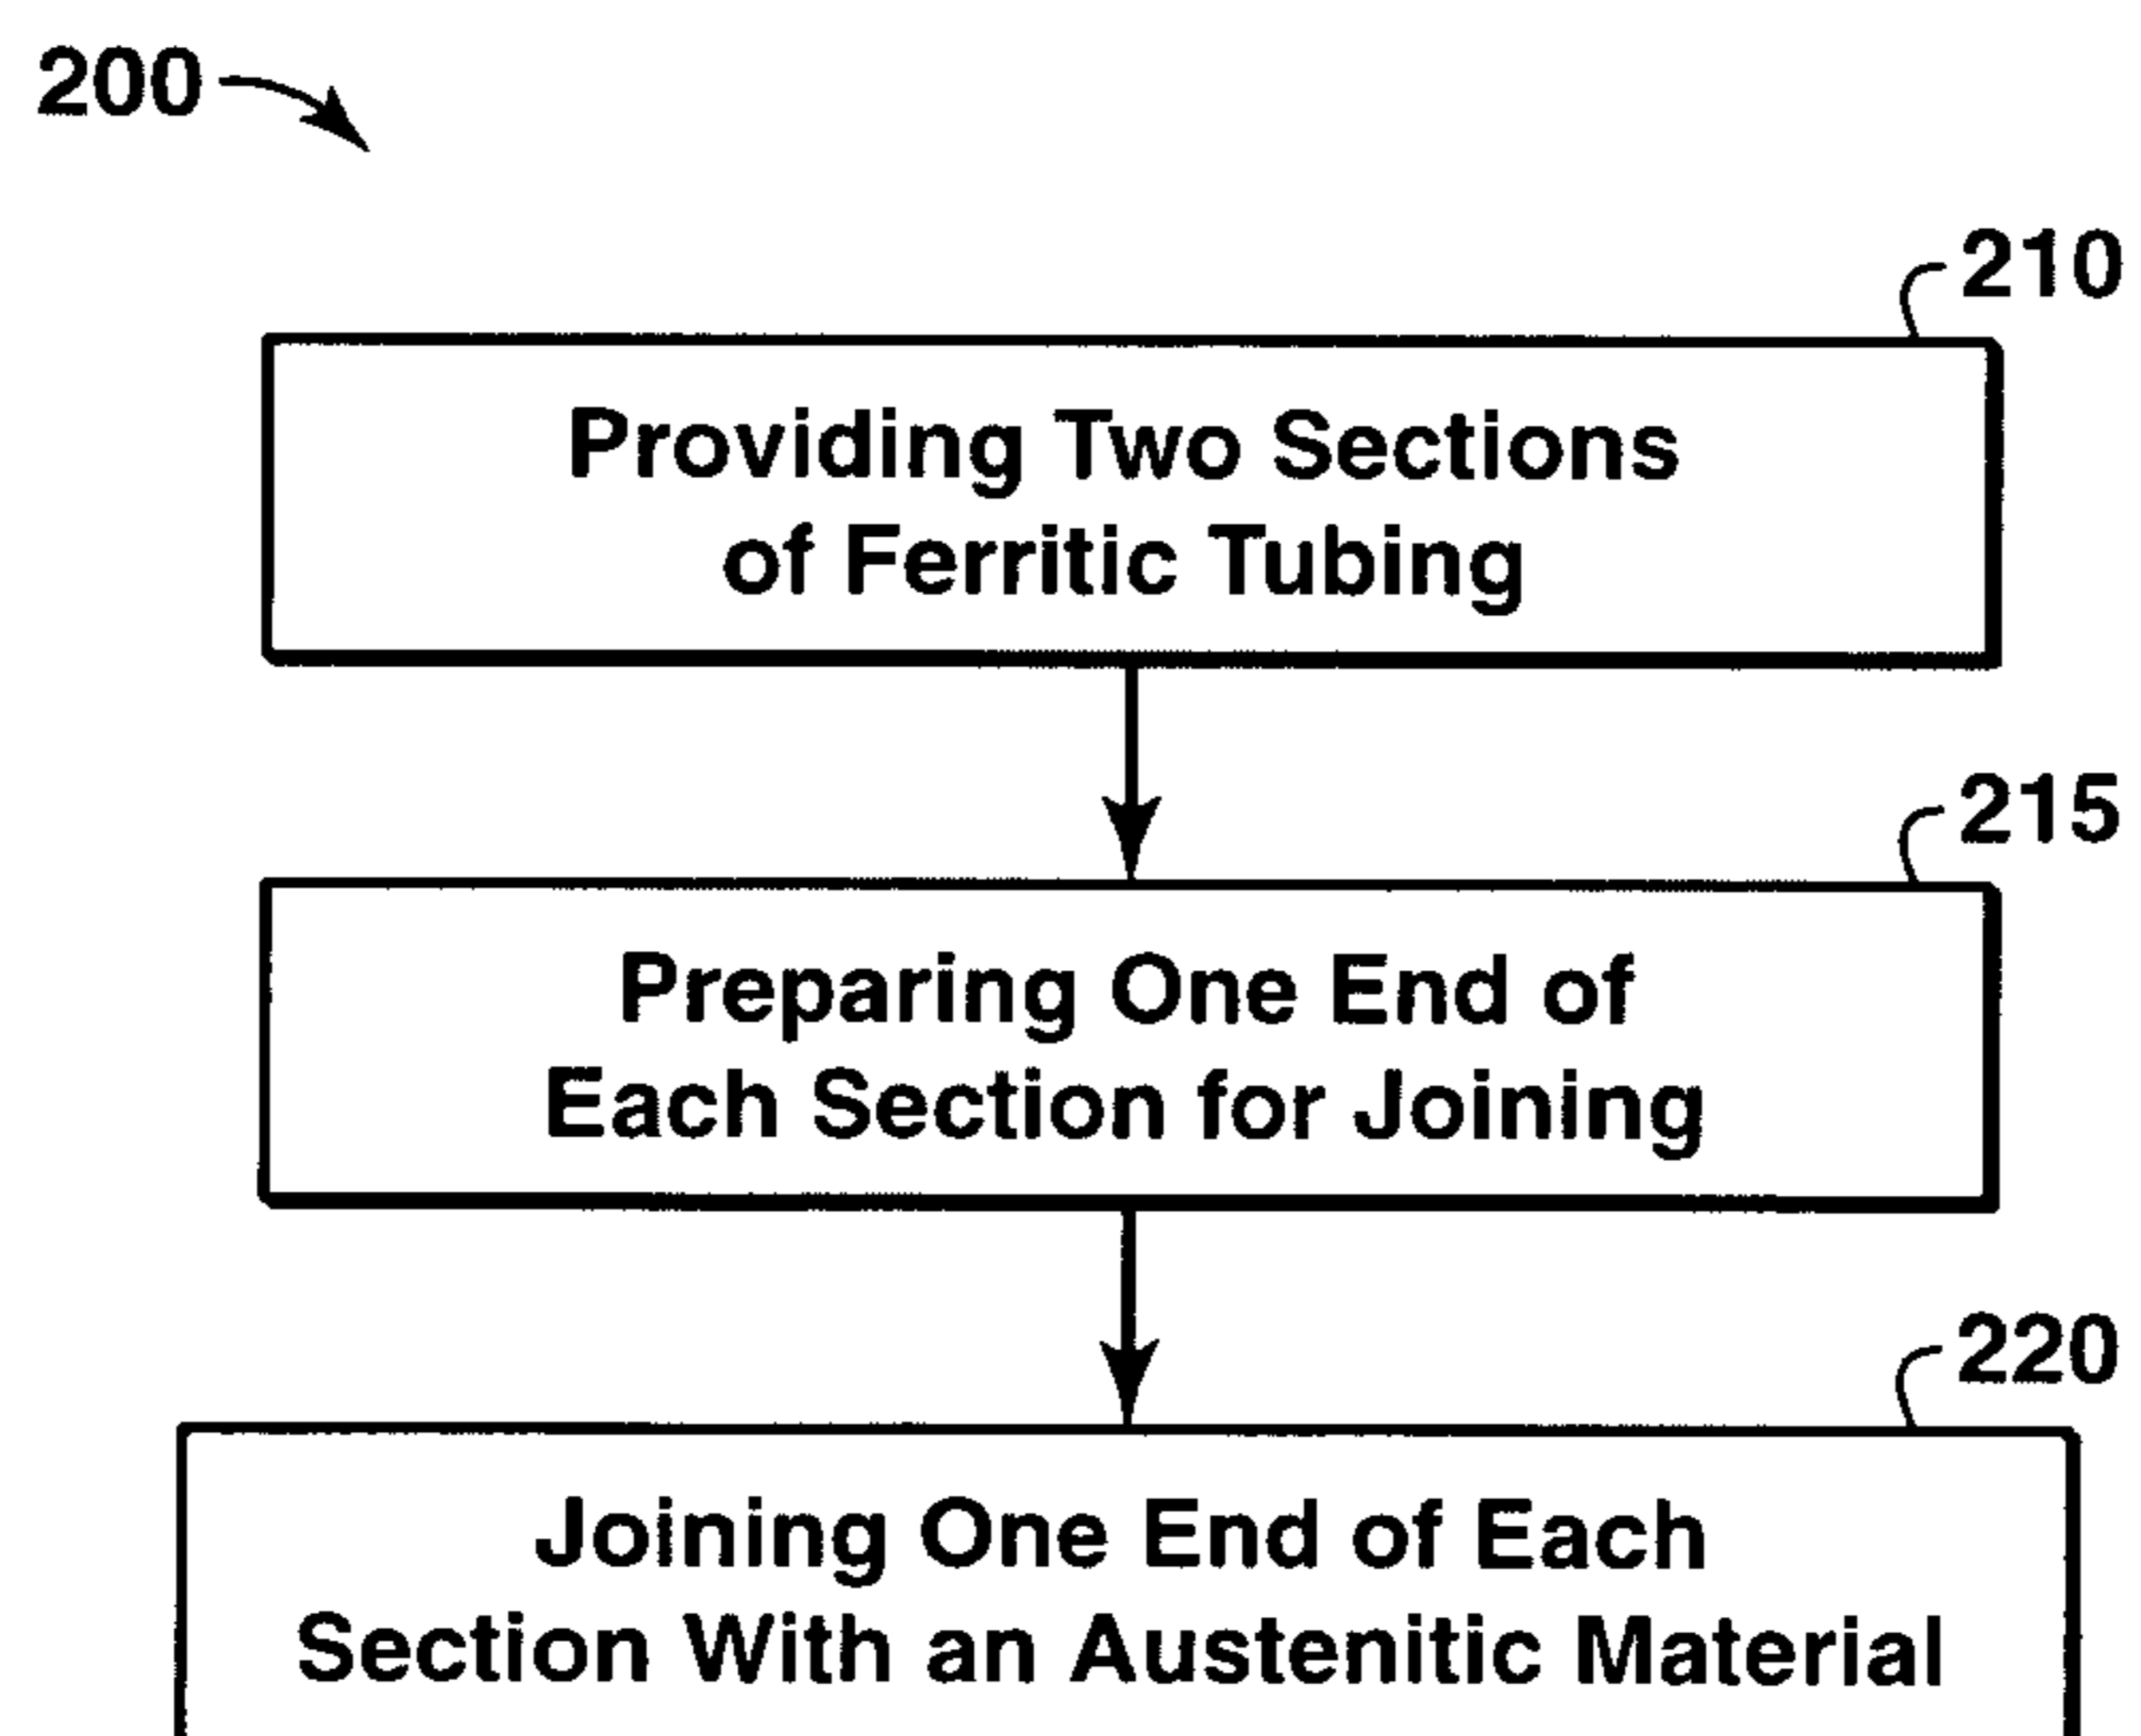 200
210
Providing Two Sections
of Ferritic Tubing
215
Preparing One End of
Each Section for Joining
220
Joining One End of Each
Section With an Austenitic Material